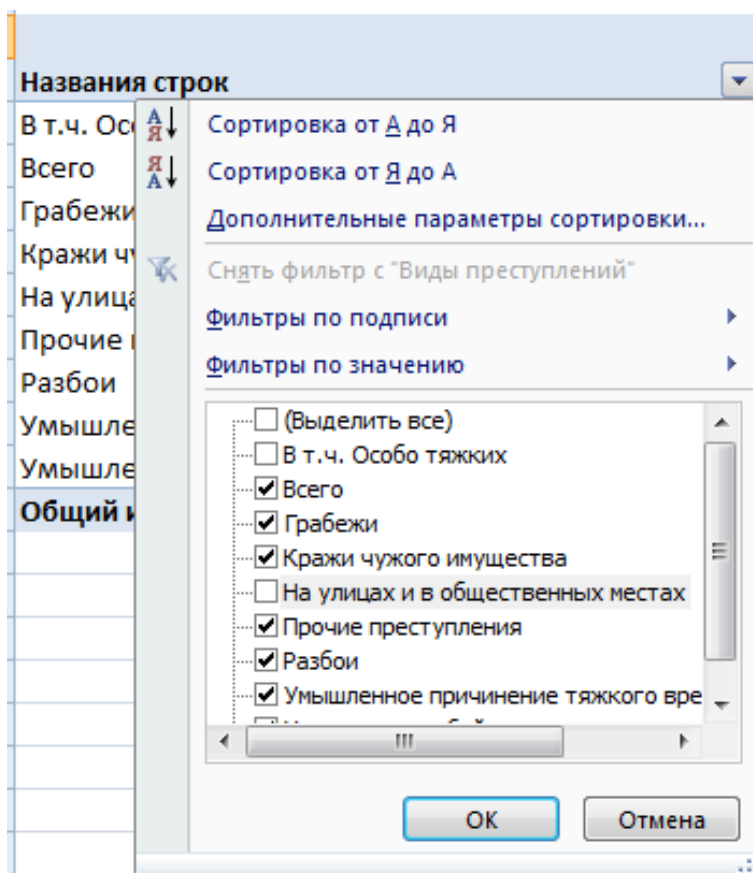 Названия строк
В т.ч. Осо
Всего
Грабежи
Кражи чу
На улица
Прочие
Разбои
Умышле
Умышле
Общий и
Сортировка от А до Я
Сортировка от Я до А
Дополнительные параметры сортировки...
Снять фильтр с "Виды преступлений"
Фильтры по подписи
Фильтры по значению
(Выделить все)
В т.ч. Особо тяжких
Всего
Грабежи
Кражи чужого имущества
На улицах и в общественных местах
Прочие преступления
Разбои
Умышленное причинение тяжкого вре
ОК
Отмена